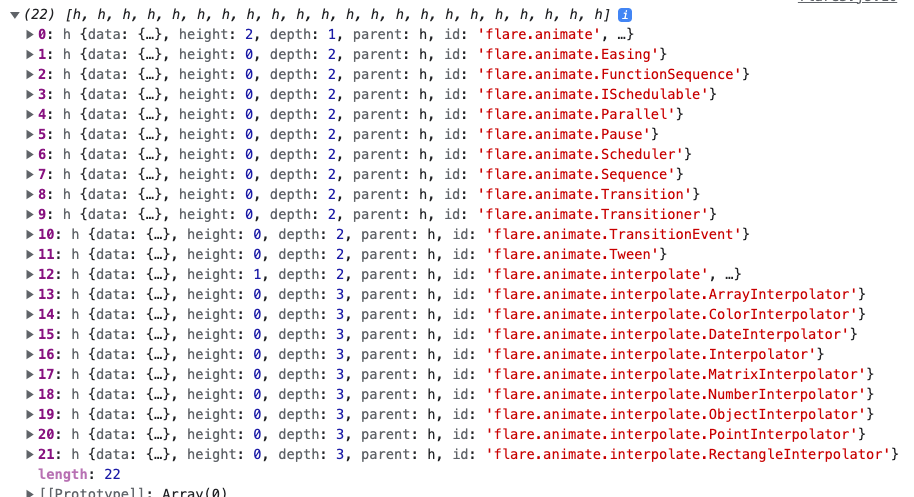 (22) [h, h, h, h, h, h, h, h, h, h, h, h, h, h, h, h, h, h, h, h, h, h] i
0: h {data: {…}, height: 2, depth: 1, parent: h, id: 'flare.animate', …}
1: h {data: {…}, height: 0, depth: 2, parent: h, id: 'flare.animate.Easing'}
2: h {data: {…}, height: 0, depth: 2, parent: h, id: 'flare.animate.FunctionSequence'}
3: h {data: {…}, height: 0, depth: 2, parent: h, id: 'flare.animate.ISchedulable'}
4: h {data: {…}, height: 0, depth: 2, parent: h, id: 'flare.animate.Parallel'}
5: h {data: {…}, height: 0, depth: 2, parent: h, id: 'flare.animate.Pause'}
6: h {data: {…}, height: 0, depth: 2, parent: h, id: 'flare.animate.Scheduler'}
7: h {data: {…}, height: 0, depth: 2, parent: h, id: 'flare.animate.Sequence'}
8: h {data: {…}, height: 0, depth: 2, parent: h, id: 'flare.animate.Transition'}
9: h {data: {…}, height: 0, depth: 2, parent: h, id: 'flare.animate.Transitioner'}
10: h {data: {…}, height: 0, depth: 2, parent: h, id: 'flare.animate.TransitionEvent'}
11: h {data: {…}, height: 0, depth: 2, parent: h, id: 'flare.animate.Tween'}
12: h {data: {…}, height: 1, depth: 2, parent: h, id: 'flare.animate.interpolate', …}
13: h {data: {…}, height: 0, depth: 3, parent: h, id: 'flare.animate.interpolate.ArrayInterpolator'}
14: h {data: {…}, height: 0, depth: 3, parent: h, id: 'flare.animate.interpolate.ColorInterpolator'}
15: h {data: {…}, height: 0, depth: 3, parent: h, id: 'flare.animate.interpolate.DateInterpolator'}
16: h {data: {…}, height: 0, depth: 3, parent: h, id: 'flare.animate.interpolate.Interpolator'}
17: h {data: {…}, height: 0, depth: 3, parent: h, id: 'flare.animate.interpolate.MatrixInterpolator'}
18: h {data: {…}, height: 0, depth: 3, parent: h, id: 'flare.animate.interpolate.NumberInterpolator'}
19: h {data: {…}, height: 0, depth: 3, parent: h, id: 'flare.animate.interpolate.ObjectInterpolator'}
20: h {data: {…}, height: 0, depth: 3, parent: h, id: 'flare.animate.interpolate.PointInterpolator'}
21: h {data: {…}, height: 0, depth: 3, parent: h, id: 'flare.animate.interpolate.RectangleInterpolator'}
length: 22
[[Prototype]]: Array(0)